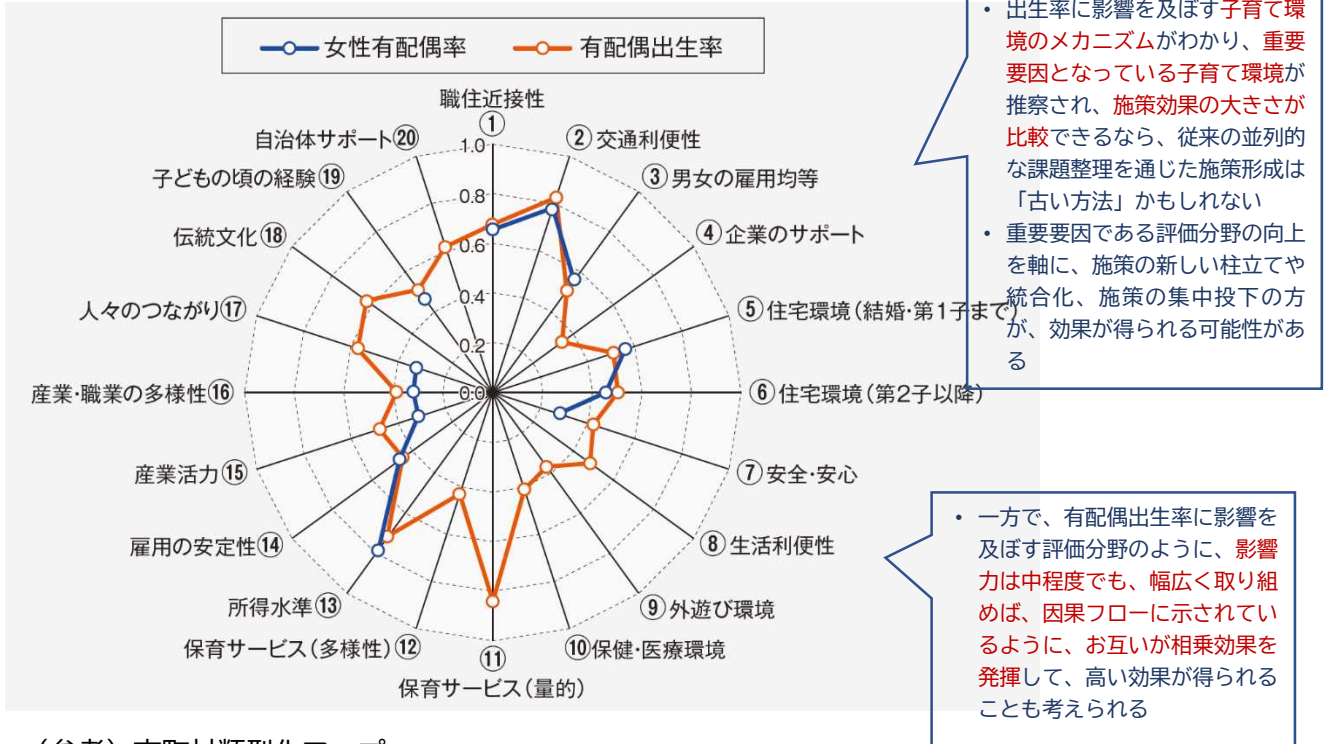 女性有配偶率
有配偶出生率
職住近接性
①
②交通利便性
③男女の雇用均等
④企業のサポート
⑤住宅環境(結婚・第1子まで)
⑥住宅環境(第2子以降)
⑦安全・安心
⑧生活利便性
⑨外遊び環境
⑩保健・医療環境
⑪
保育サービス(量的)
保育サービス(多様性)⑫
所得水準⑬
雇用の安定性⑭
産業活力⑮
産業・職業の多様性⑯
人々のつながり⑰
伝統文化⑱
子どもの頃の経験⑲
自治体サポート⑳
1.0
0.8
0.6
0.4
0.2
0.0
• 出生率に影響を及ぼす子育て環
境のメカニズムがわかり、重要
要因となっている子育て環境が
推察され、施策効果の大きさが
比較できるなら、従来の並列的
な課題整理を通じた施策形成は
「古い方法」かもしれない
• 重要要因である評価分野の向上
を軸に、施策の新しい柱立てや
統合化、施策の集中投下の方
が、効果が得られる可能性があ
る
• 一方で、有配偶出生率に影響を
及ぼす評価分野のように、影響
力は中程度でも、幅広く取り組
めば、因果フローに示されてい
るように、お互いが相乗効果を
発揮して、高い効果が得られる
ことも考えられる